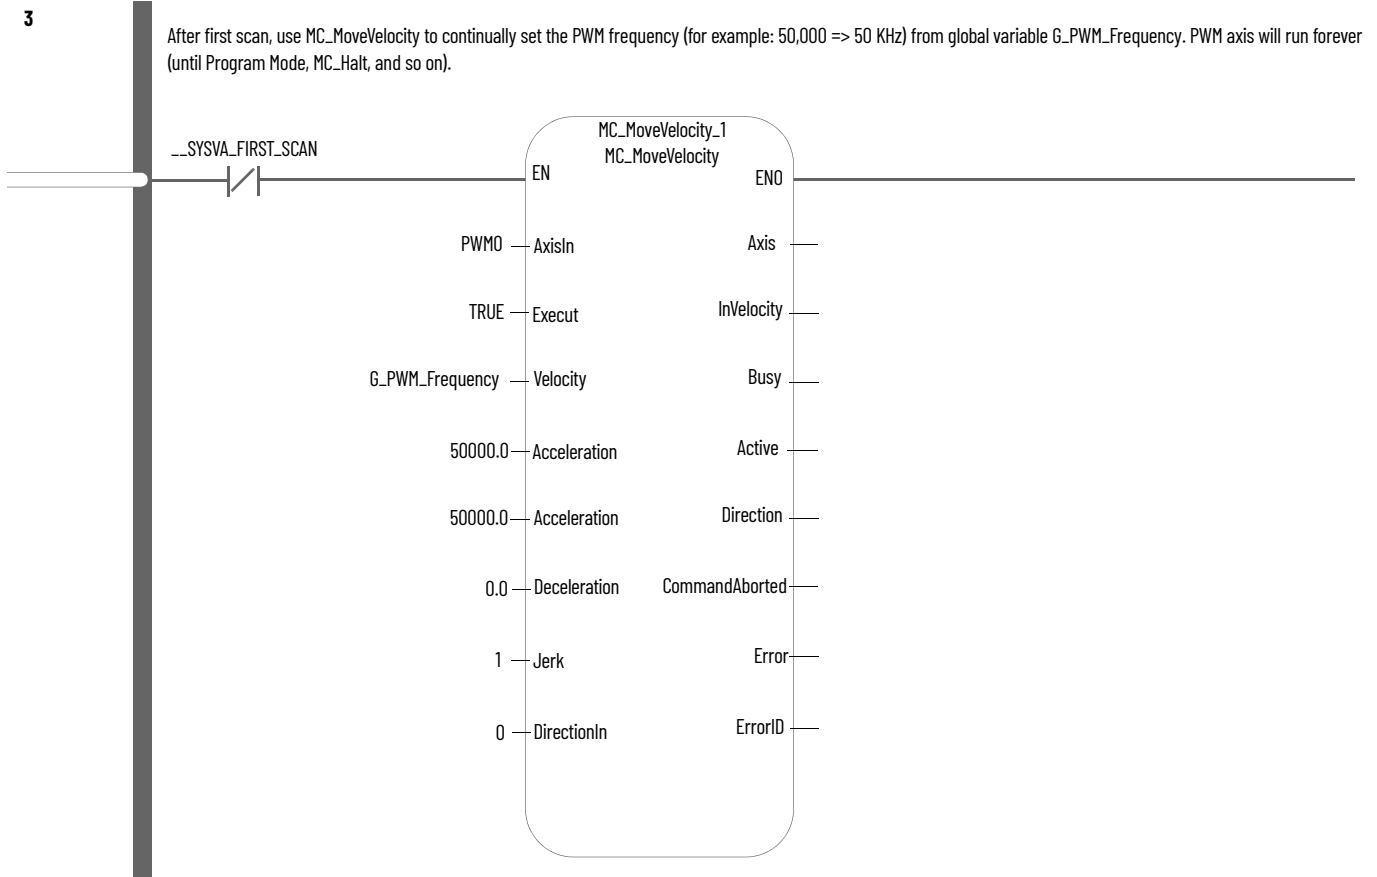 3
After first scan, use MC_MoveVelocity to continually set the PWM frequency (for example: 50,000 => 50 KHz) from global variable G_PWM_Frequency. PWM axis will run forever
(until Program Mode, MC_Halt, and so on).
__SYSVA_FIRST_SCAN
MC_MoveVelocity_1
MC_MoveVelocity
EN
ENO
PWM0
AxisIn
Axis
TRUE
Execut
InVelocity
G_PWM_Frequency
Velocity
Busy
50000.0
Acceleration
Active
50000.0
Acceleration
Direction
0.0
Deceleration
CommandAborted
1
Jerk
Error
0
DirectionIn
ErrorID